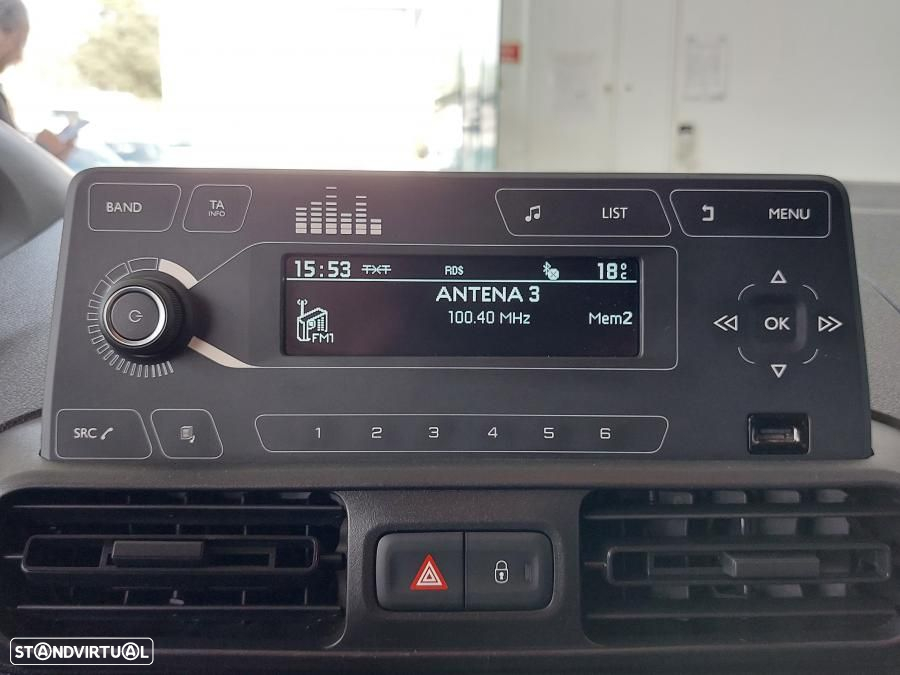 BAND
TA
INFO
LIST
MENU
15:53 TXT RDS 18°C
ANTENA 3
100.40 MHz
Mem2
FM1
OK
SRC
1 2 3 4 5 6
STANDVIRTUAL